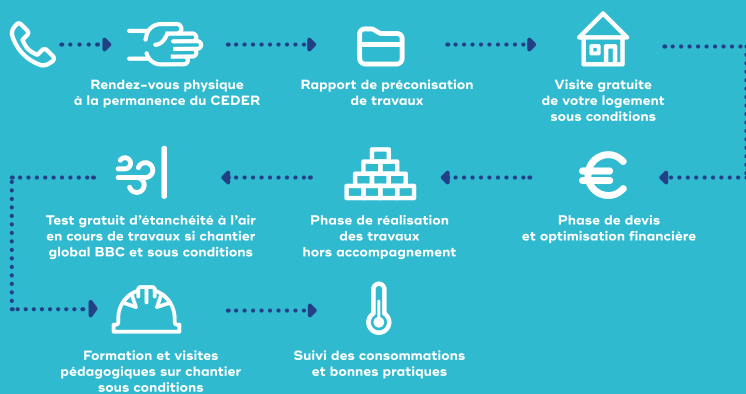 Rendez-vous physique
à la permanence du CEDER
Rapport de préconisation
de travaux
Visite gratuite
de votre logement
sous conditions
Phase de devis
et optimisation financière
Phase de réalisation
des travaux
hors accompagnement
Test gratuit d'étanchéité à l'air
en cours de travaux si chantier
global BBC et sous conditions
Formation et visites
pédagogiques sur chantier
sous conditions
Suivi des consommations
et bonnes pratiques